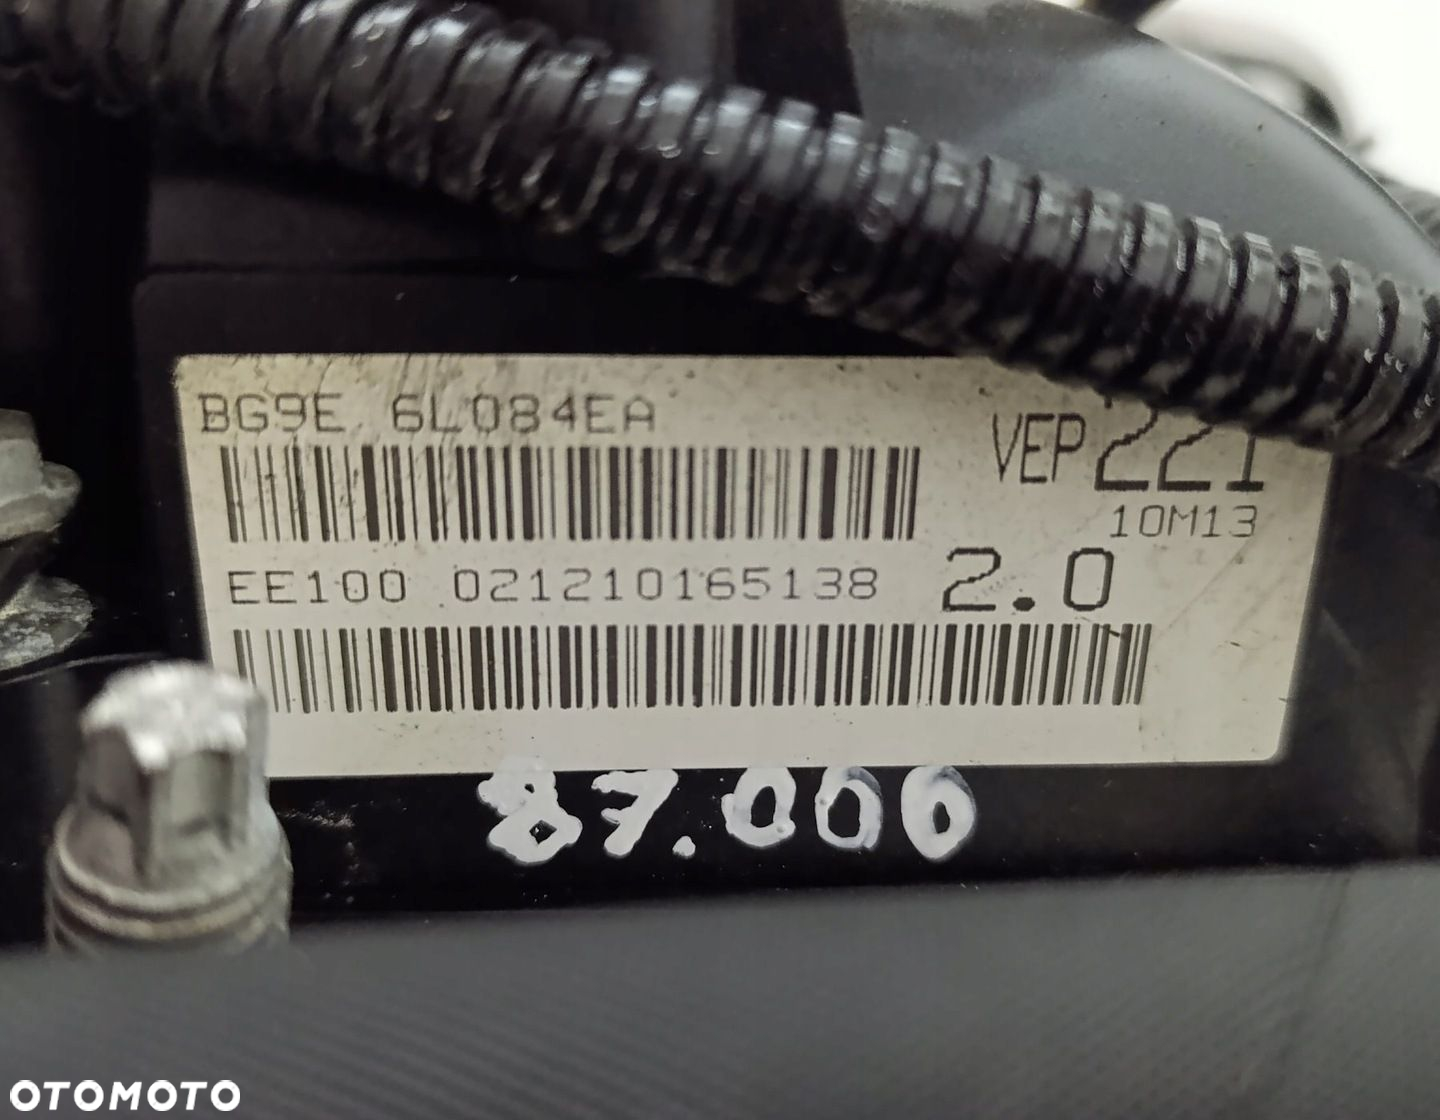 BG9E 6L084EA
VEP 221
10M13
EE100 021210165138 2.0
87.000
OTOMOTO